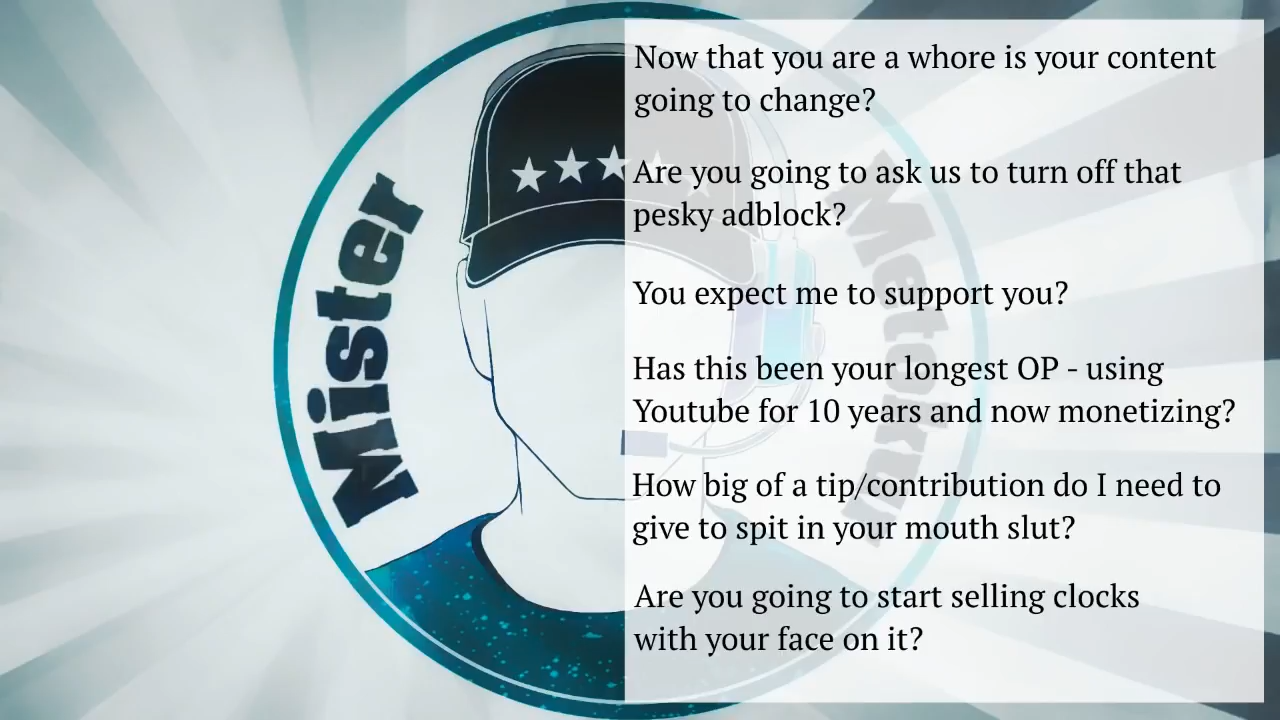 Mister
Metokur
Now that you are a whore is your content
going to change?
Are you going to ask us to turn off that
pesky adblock?
You expect me to support you?
Has this been your longest OP - using
Youtube for 10 years and now monetizing?
How big of a tip/contribution do I need to
give to spit in your mouth slut?
Are you going to start selling clocks
with your face on it?